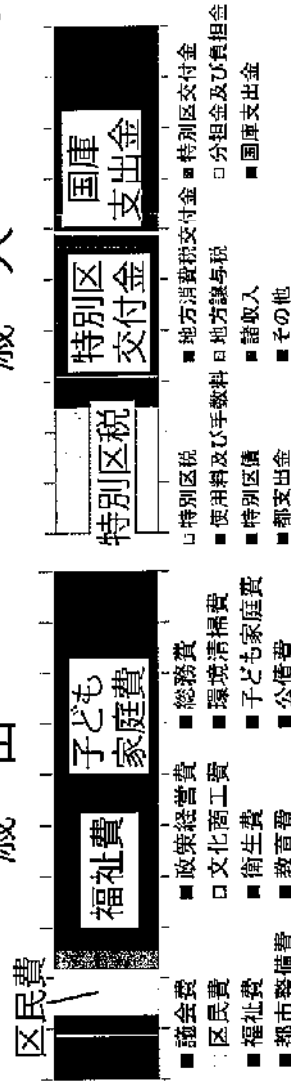 歳 入
特別区税
特別区
交付金
国庫
支出金
□特別区税 ■地方消費税交付金 ■特別区交付金
■使用料及び手数料 □地方譲与税 □分担金及び負担金
■特別区債 ■諸収入 ■国庫支出金
■都支出金 ■その他
歳 出
区民費
福祉費
子ども
家庭費
■議会費 ■政策経営費 ■総務費
□区民費 □文化商工費 ■環境清掃費
■福祉費 ■衛生費 ■子ども家庭費
■都市整備費 ■教育費 ■公債費